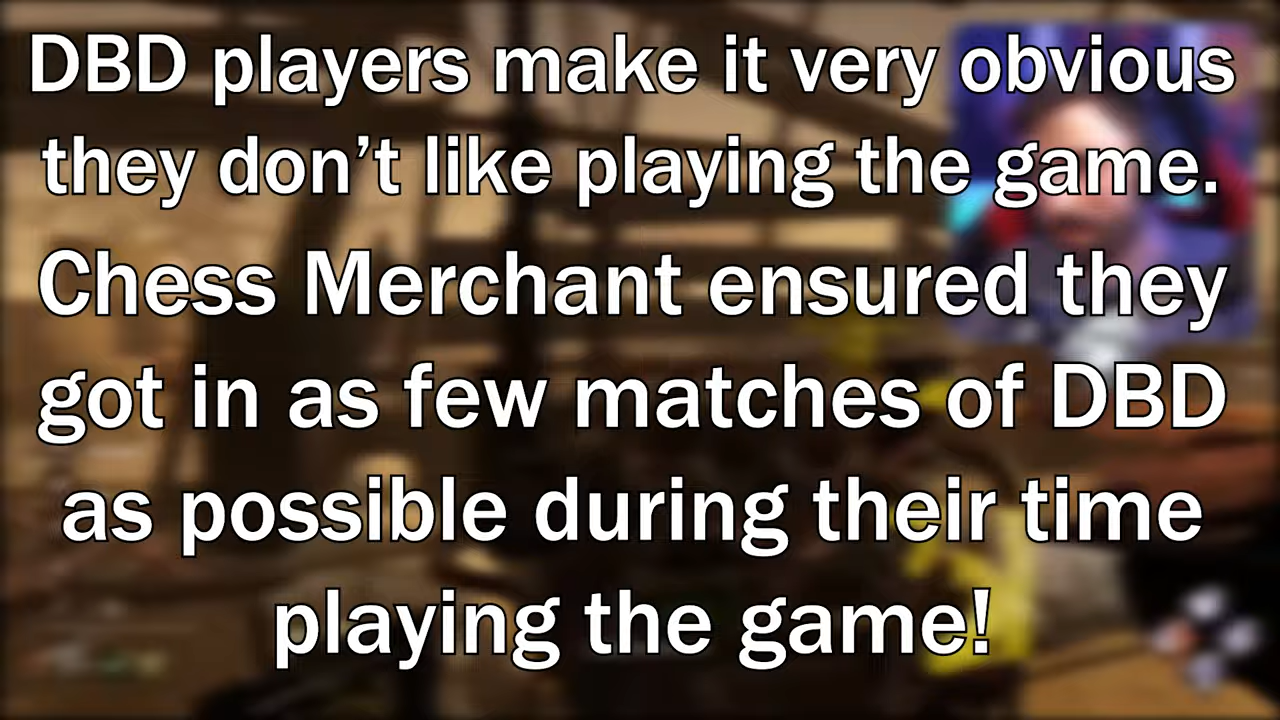 DBD players make it very obvious
they don’t like playing the game.
Chess Merchant ensured they
got in as few matches of DBD
as possible during their time
playing the game!